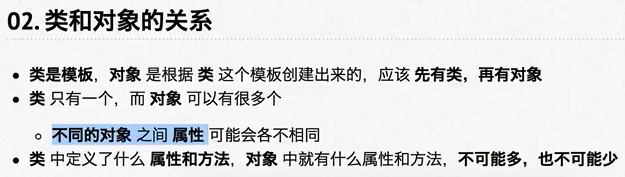 02. 类和对象的关系
类是模板，对象 是根据 类 这个模板创建出来的，应该 先有类，再有对象
类 只有一个，而 对象 可以有很多个
不同的对象 之间 属性 可能会各不相同
类 中定义了什么 属性和方法，对象 中就有什么属性和方法，不可能多，也不可能少